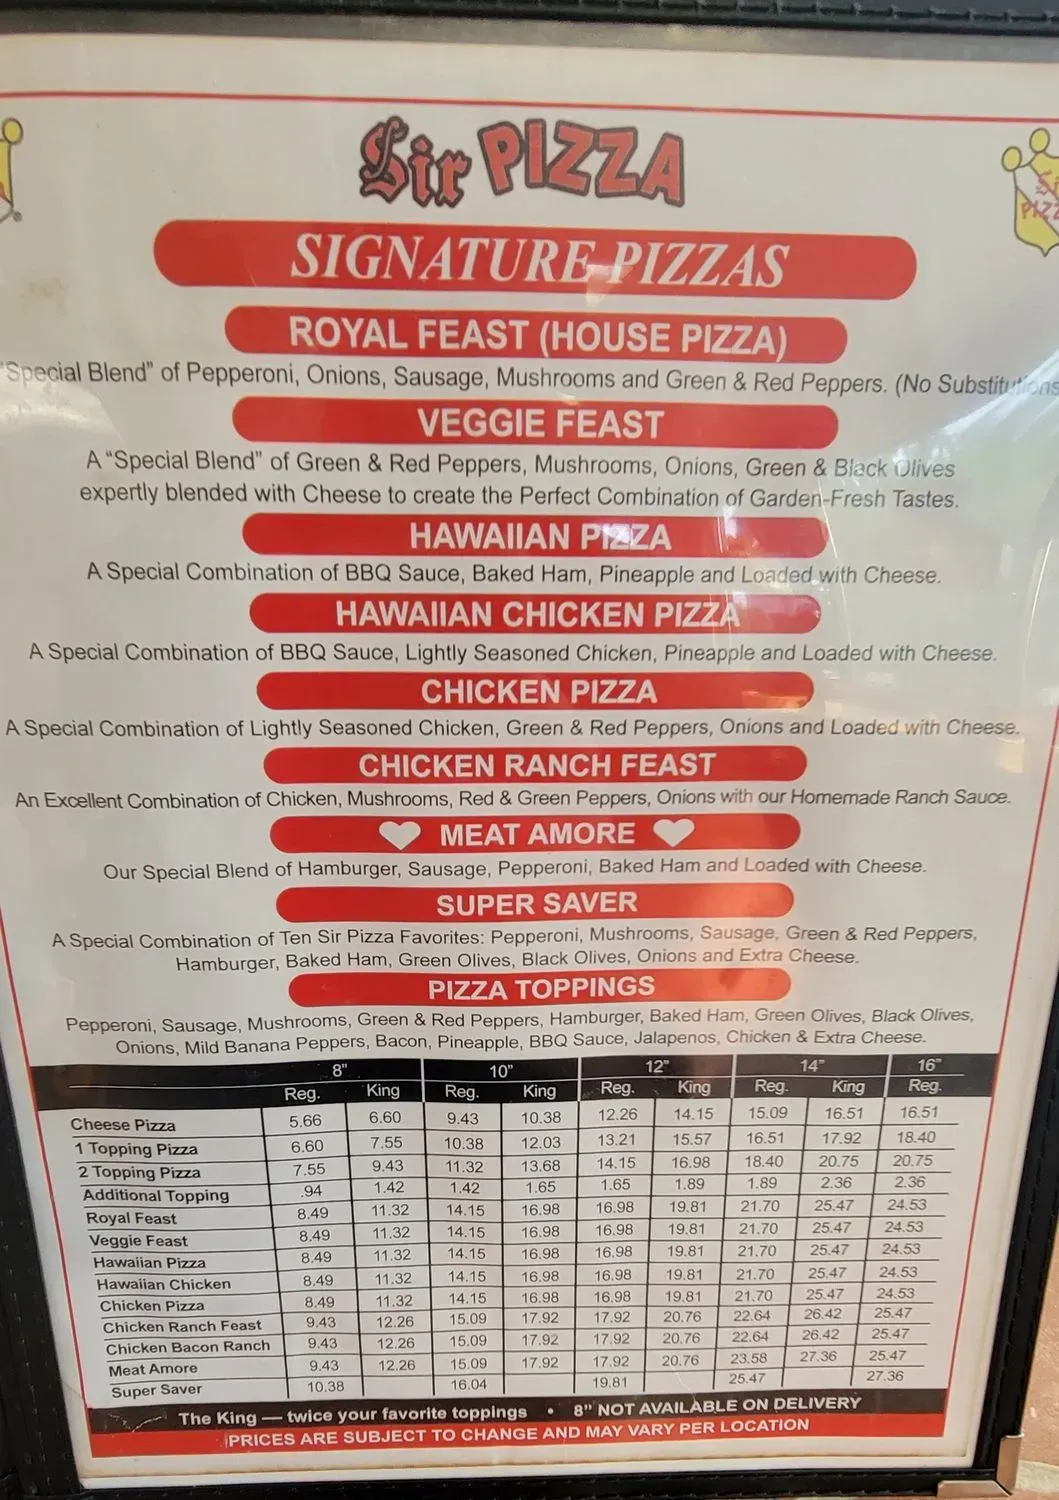 Sir PIZZA
SIGNATURE PIZZAS
ROYAL FEAST (HOUSE PIZZA)
"Special Blend" of Pepperoni, Onions, Sausage, Mushrooms and Green & Red Peppers. (No Substitutions
VEGGIE FEAST
A "Special Blend" of Green & Red Peppers, Mushrooms, Onions, Green & Black Olives
expertly blended with Cheese to create the Perfect Combination of Garden-Fresh Tastes.
HAWAIIAN PIZZA
A Special Combination of BBQ Sauce, Baked Ham, Pineapple and Loaded with Cheese.
HAWAIIAN CHICKEN PIZZA
A Special Combination of BBQ Sauce, Lightly Seasoned Chicken, Pineapple and Loaded with Cheese.
CHICKEN PIZZA
A Special Combination of Lightly Seasoned Chicken, Green & Red Peppers, Onions and Loaded with Cheese.
CHICKEN RANCH FEAST
An Excellent Combination of Chicken, Mushrooms, Red & Green Peppers, Onions with our Homemade Ranch Sauce.
MEAT AMORE
Our Special Blend of Hamburger, Sausage, Pepperoni, Baked Ham and Loaded with Cheese.
SUPER SAVER
A Special Combination of Ten Sir Pizza Favorites: Pepperoni, Mushrooms, Sausage, Green & Red Peppers,
Hamburger, Baked Ham, Green Olives, Black Olives, Onions and Extra Cheese.
PIZZA TOPPINGS
Pepperoni, Sausage, Mushrooms, Green & Red Peppers, Hamburger, Baked Ham, Green Olives, Black Olives,
Onions, Mild Banana Peppers, Bacon, Pineapple, BBQ Sauce, Jalapenos, Chicken & Extra Cheese.
8" 10" 12" 14" 16"
Reg. King Reg. King Reg. King Reg. King Reg.
Cheese Pizza 5.66 6.60 9.43 10.38 12.26 14.15 15.09 16.51 16.51
1 Topping Pizza 6.60 7.55 10.38 12.03 13.21 15.57 16.51 17.92 18.40
2 Topping Pizza 7.55 9.43 11.32 13.68 14.15 16.98 18.40 20.75 20.75
Additional Topping .94 1.42 1.42 1.65 1.65 1.89 1.89 2.36 2.36
Royal Feast 8.49 11.32 14.15 16.98 16.98 19.81 21.70 25.47 24.53
Veggie Feast 8.49 11.32 14.15 16.98 16.98 19.81 21.70 25.47 24.53
Hawaiian Pizza 8.49 11.32 14.15 16.98 16.98 19.81 21.70 25.47 24.53
Hawaiian Chicken 8.49 11.32 14.15 16.98 16.98 19.81 21.70 25.47 24.53
Chicken Pizza 8.49 11.32 14.15 16.98 16.98 19.81 21.70 25.47 24.53
Chicken Ranch Feast 9.43 12.26 15.09 17.92 17.92 20.76 22.64 26.42 25.47
Chicken Bacon Ranch 9.43 12.26 15.09 17.92 17.92 20.76 22.64 26.42 25.47
Meat Amore 9.43 12.26 15.09 17.92 17.92 20.76 23.58 27.36 25.47
Super Saver 10.38 16.04 19.81 25.47 27.36
The King — twice your favorite toppings • 8" NOT AVAILABLE ON DELIVERY
PRICES ARE SUBJECT TO CHANGE AND MAY VARY PER LOCATION